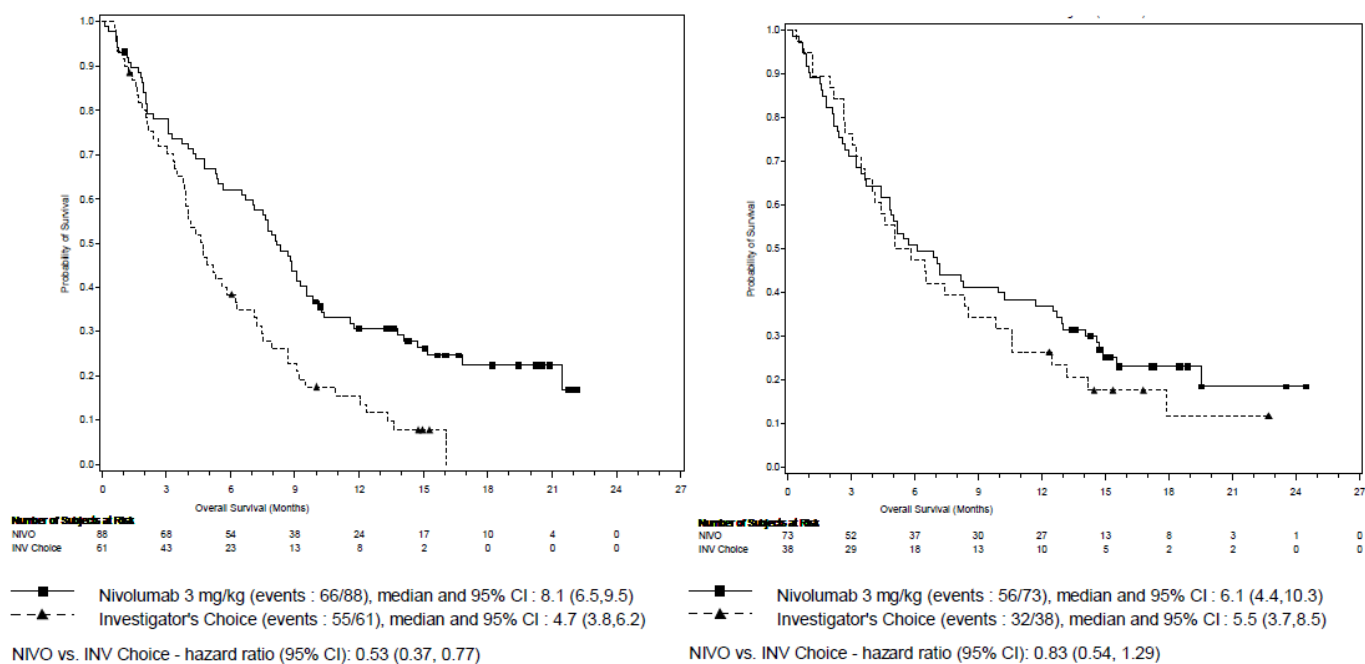 1.0
0.9
0.8
0.7
0.6
0.5
0.4
0.3
0.2
0.1
0.0
Probability of Survival
0 3 6 9 12 15 18 21 24 27
Overall Survival (Months)
Number of Subjects at Risk
NIVO
88 68 54 38 24 17 10 4 0
INV Choice
61 43 23 13 8 2 0 0 0
Nivolumab 3 mg/kg (events : 66/88), median and 95% CI : 8.1 (6.5,9.5)
Investigator's Choice (events : 55/61), median and 95% CI : 4.7 (3.8,6.2)
NIVO vs. INV Choice - hazard ratio (95% CI): 0.53 (0.37, 0.77)
1.0
0.9
0.8
0.7
0.6
0.5
0.4
0.3
0.2
0.1
0.0
Probability of Survival
0 3 6 9 12 15 18 21 24 27
Overall Survival (Months)
Number of Subjects at Risk
NIVO
73 52 37 30 27 13 8 3 1 0
INV Choice
38 29 18 13 10 5 2 2 0 0
Nivolumab 3 mg/kg (events : 56/73), median and 95% CI : 6.1 (4.4,10.3)
Investigator's Choice (events : 32/38), median and 95% CI : 5.5 (3.7,8.5)
NIVO vs. INV Choice - hazard ratio (95% CI): 0.83 (0.54, 1.29)